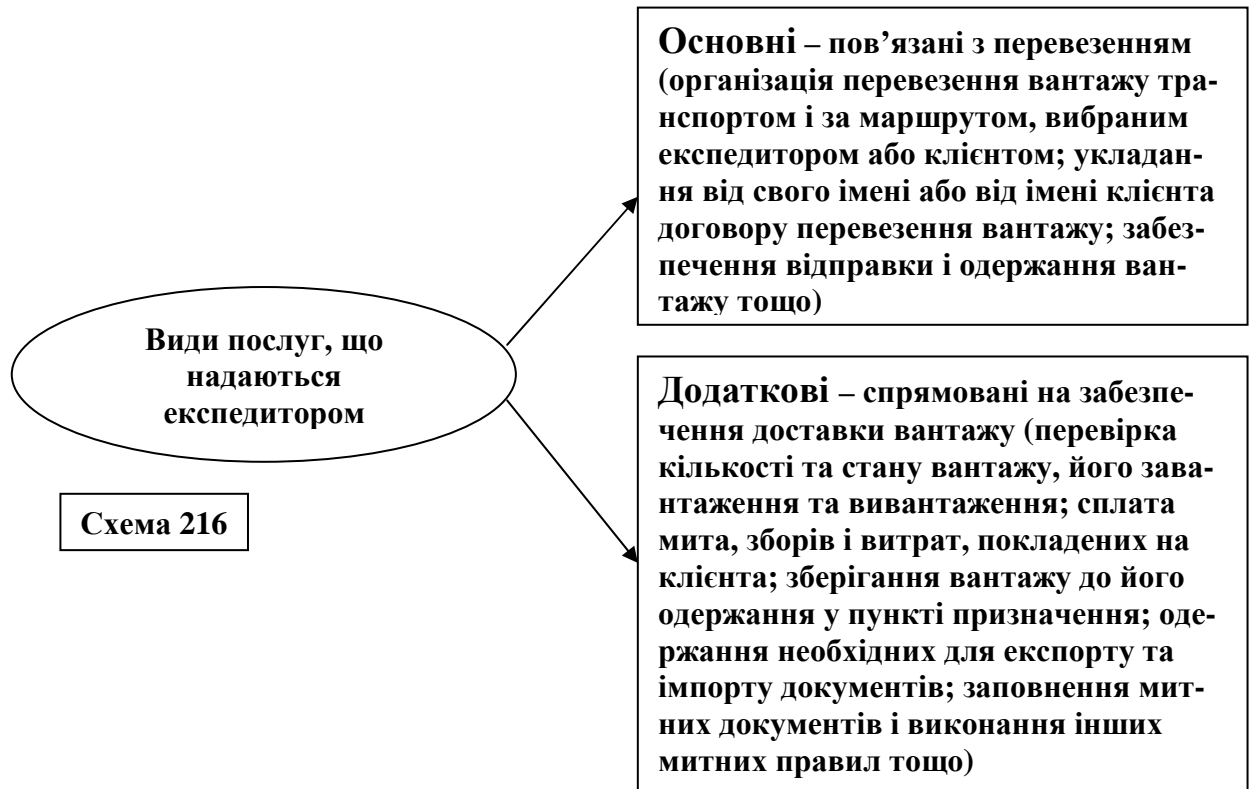 Основні – пов’язані з перевезенням
(організація перевезення вантажу тра-
нспортом і за маршрутом, вибраним
експедитором або клієнтом; укладан-
ня від свого імені або від імені клієнта
договору перевезення вантажу; забез-
печення відправки і одержання ван-
тажу тощо)
Види послуг, що
надаються
експедитором
Додаткові – спрямовані на забезпе-
чення доставки вантажу (перевірка
кількості та стану вантажу, його зава-
нтаження та вивантаження; сплата
мита, зборів і витрат, покладених на
клієнта; зберігання вантажу до його
одержання у пункті призначення; оде-
ржання необхідних для експорту та
імпорту документів; заповнення мит-
них документів і виконання інших
митних правил тощо)
Схема 216